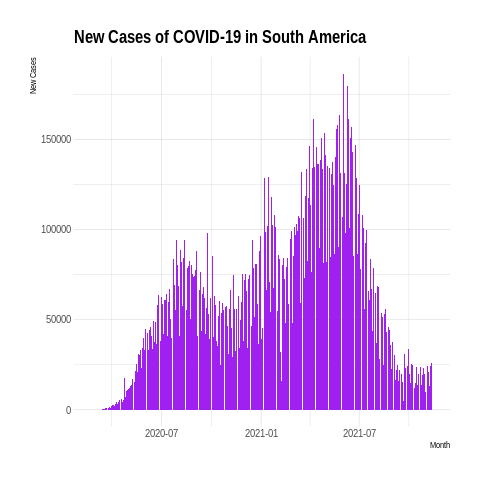 New Cases of COVID-19 in South America
New Cases
150000
100000
50000
0
2020-07
2021-01
2021-07
Month